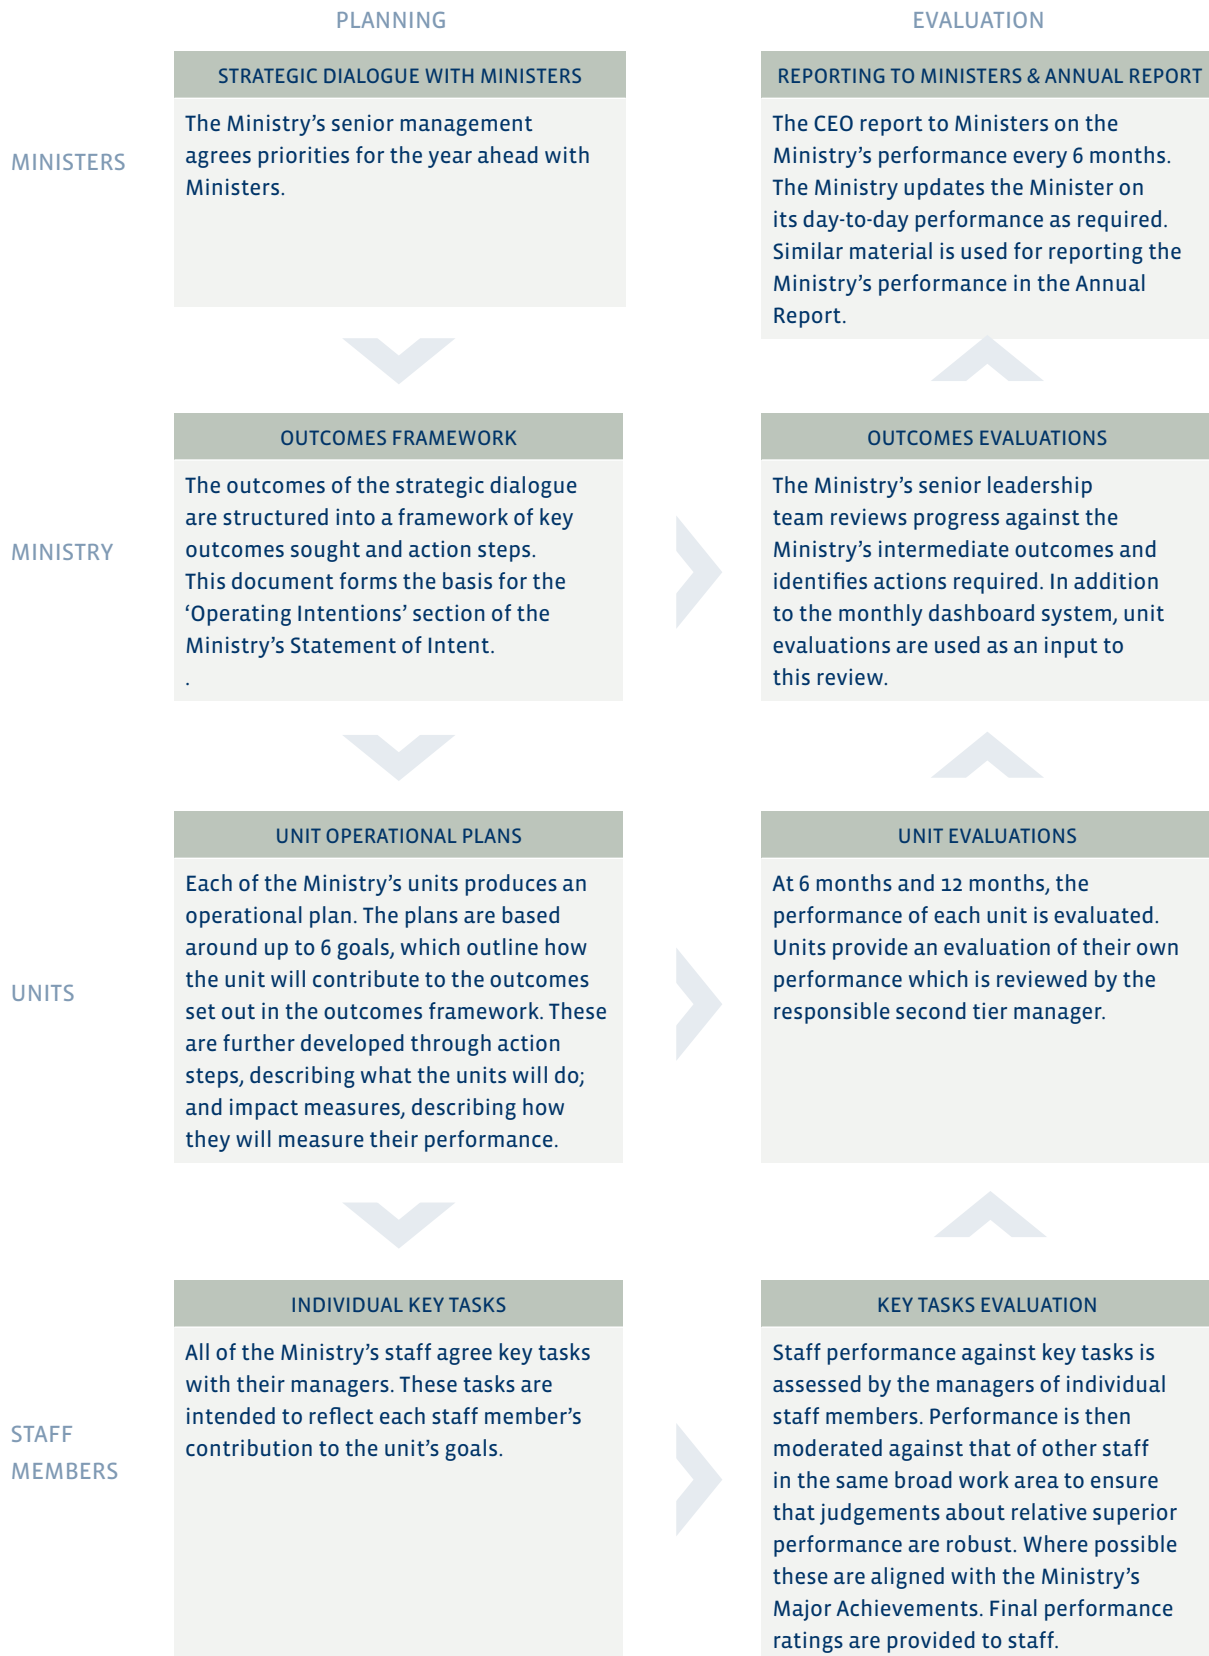 PLANNING
EVALUATION
MINISTERS
STRATEGIC DIALOGUE WITH MINISTERS
The Ministry’s senior management
agrees priorities for the year ahead with
Ministers.
REPORTING TO MINISTERS & ANNUAL REPORT
The CEO report to Ministers on the
Ministry’s performance every 6 months.
The Ministry updates the Minister on
its day-to-day performance as required.
Similar material is used for reporting the
Ministry’s performance in the Annual
Report.
MINISTRY
OUTCOMES FRAMEWORK
The outcomes of the strategic dialogue
are structured into a framework of key
outcomes sought and action steps.
This document forms the basis for the
‘Operating Intentions’ section of the
Ministry’s Statement of Intent.
.
OUTCOMES EVALUATIONS
The Ministry’s senior leadership
team reviews progress against the
Ministry’s intermediate outcomes and
identifies actions required. In addition
to the monthly dashboard system, unit
evaluations are used as an input to
this review.
UNITS
UNIT OPERATIONAL PLANS
Each of the Ministry’s units produces an
operational plan. The plans are based
around up to 6 goals, which outline how
the unit will contribute to the outcomes
set out in the outcomes framework. These
are further developed through action
steps, describing what the units will do;
and impact measures, describing how
they will measure their performance.
UNIT EVALUATIONS
At 6 months and 12 months, the
performance of each unit is evaluated.
Units provide an evaluation of their own
performance which is reviewed by the
responsible second tier manager.
STAFF
MEMBERS
INDIVIDUAL KEY TASKS
All of the Ministry’s staff agree key tasks
with their managers. These tasks are
intended to reflect each staff member’s
contribution to the unit’s goals.
KEY TASKS EVALUATION
Staff performance against key tasks is
assessed by the managers of individual
staff members. Performance is then
moderated against that of other staff
in the same broad work area to ensure
that judgements about relative superior
performance are robust. Where possible
these are aligned with the Ministry’s
Major Achievements. Final performance
ratings are provided to staff.